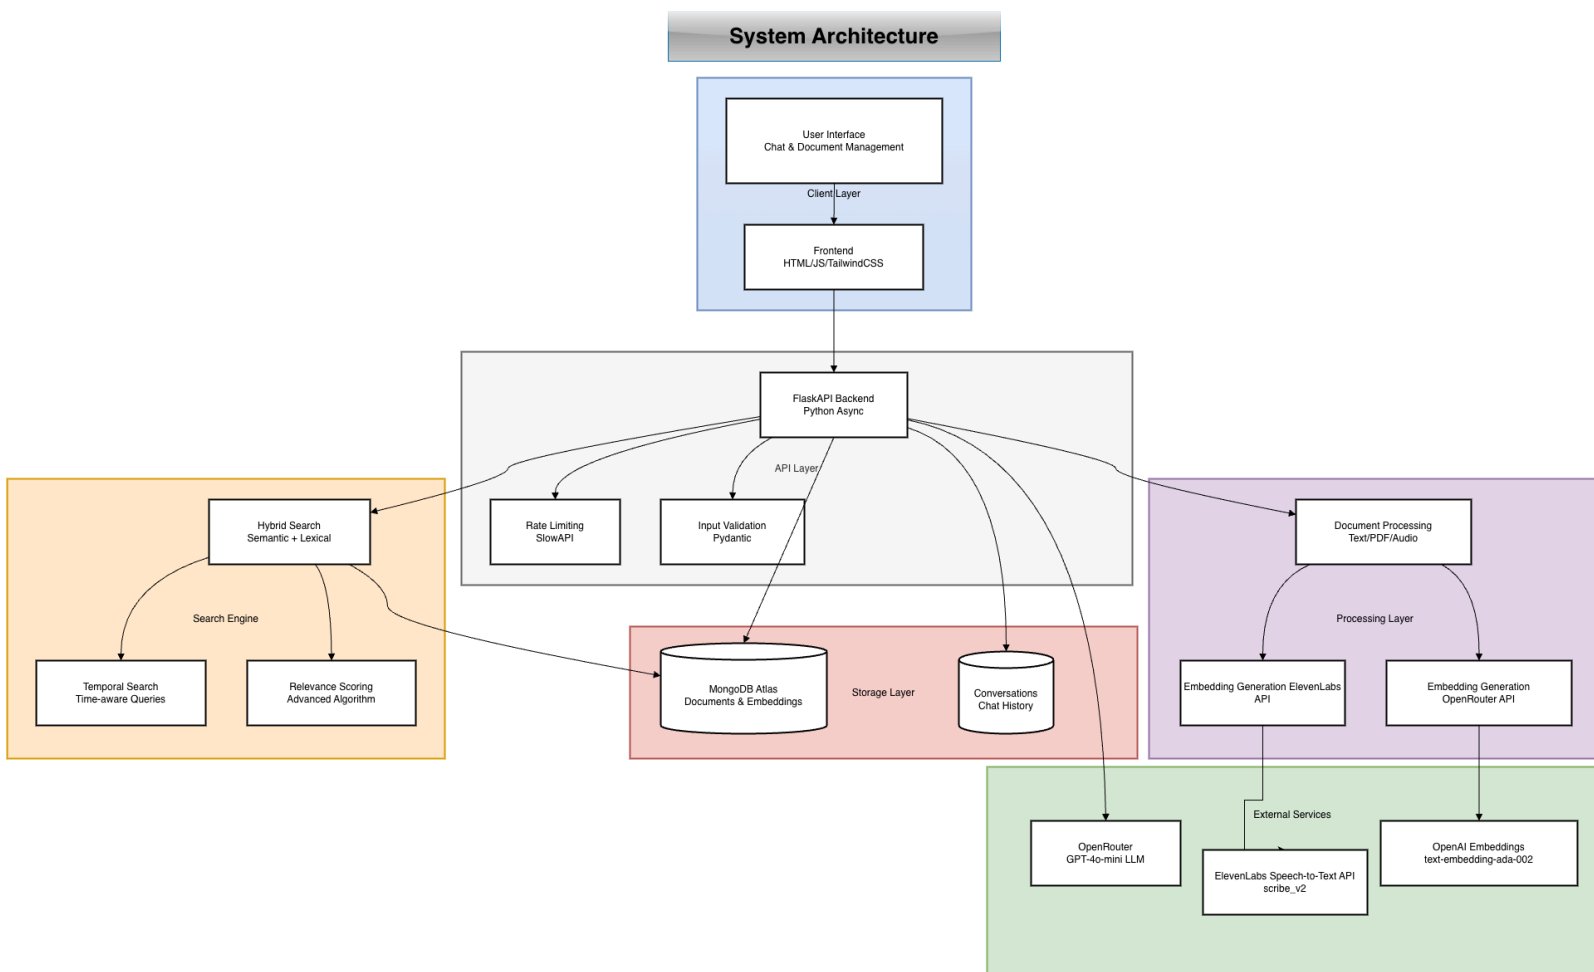 System Architecture
User Interface
Chat & Document Management
Client Layer
Frontend
HTML/JS/TailwindCSS
FlaskAPI Backend
Python Async
API Layer
Rate Limiting
SlowAPI
Input Validation
Pydantic
Hybrid Search
Semantic + Lexical
Search Engine
Temporal Search
Time-aware Queries
Relevance Scoring
Advanced Algorithm
MongoDB Atlas
Documents & Embeddings
Storage Layer
Conversations
Chat History
Document Processing
Text/PDF/Audio
Processing Layer
Embedding Generation ElevenLabs
API
Embedding Generation
OpenRouter API
External Services
OpenRouter
GPT-4o-mini LLM
ElevenLabs Speech-to-Text API
scribe_v2
OpenAI Embeddings
text-embedding-ada-002